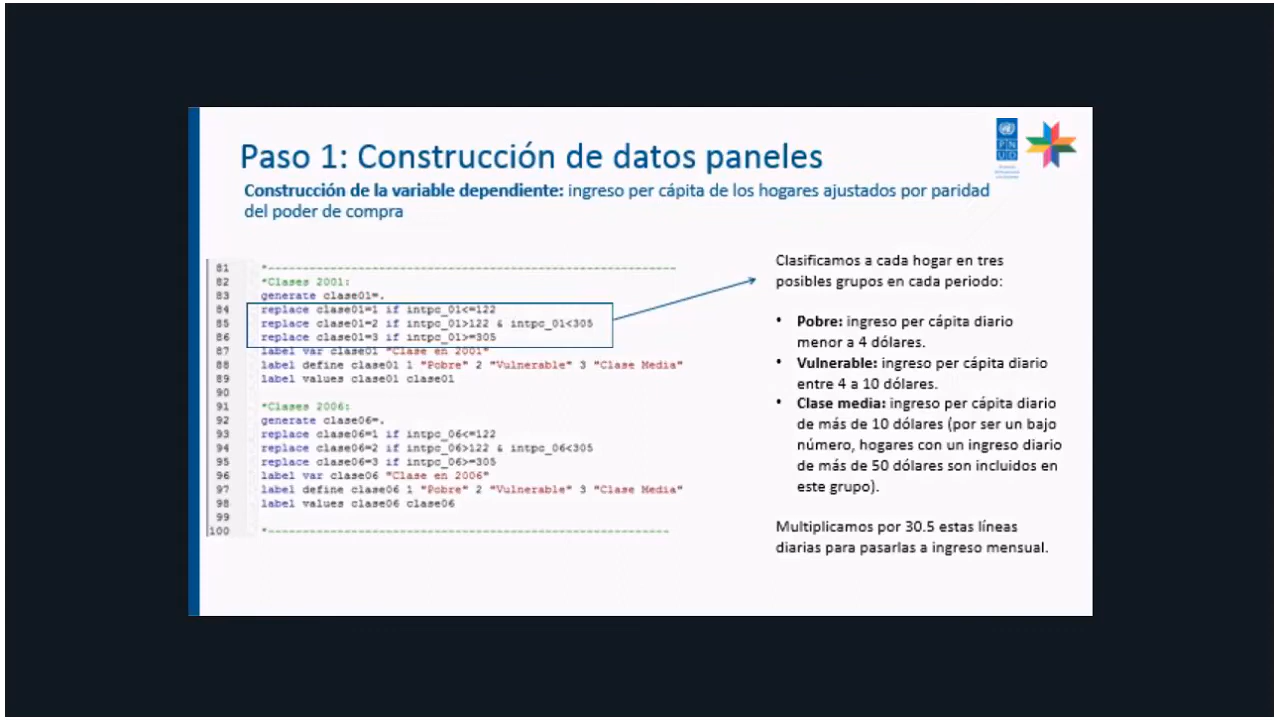 Paso 1: Construcción de datos paneles
Construcción de la variable dependiente: ingreso per cápita de los hogares ajustados por paridad
del poder de compra
PN
UD
81 *----------------------------------------------------------
82 *Clases 2001:
83 generate clase01=.
84 replace clase01=1 if intpc_01<=122
85 replace clase01=2 if intpc_01>122 & intpc_01<305
86 replace clase01=3 if intpc_01>=305
87 label var clase01 "Clase en 2001"
88 label define clase01 1 "Pobre" 2 "Vulnerable" 3 "Clase Media"
89 label values clase01 clase01
90
91 *Clases 2006:
92 generate clase06=.
93 replace clase06=1 if intpc_06<=122
94 replace clase06=2 if intpc_06>122 & intpc_06<305
95 replace clase06=3 if intpc_06>=305
96 label var clase06 "Clase en 2006"
97 label define clase06 1 "Pobre" 2 "Vulnerable" 3 "Clase Media"
98 label values clase06 clase06
99
100 *---------------------------------------------------------
Clasificamos a cada hogar en tres
posibles grupos en cada periodo:
• Pobre: ingreso per cápita diario
menor a 4 dólares.
• Vulnerable: ingreso per cápita diario
entre 4 a 10 dólares.
• Clase media: ingreso per cápita diario
de más de 10 dólares (por ser un bajo
número, hogares con un ingreso diario
de más de 50 dólares son incluidos en
este grupo).
Multiplicamos por 30.5 estas líneas
diarias para pasarlas a ingreso mensual.